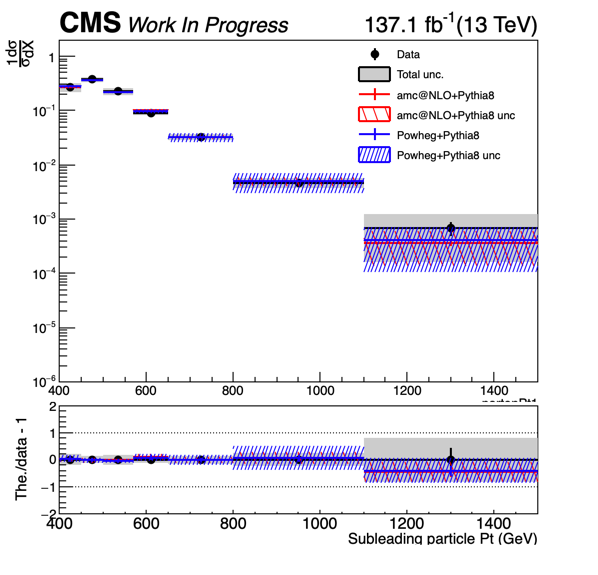 CMS Work In Progress 137.1 fb-1(13 TeV)
1dσ
σdX
Data
Total unc.
amc@NLO+Pythia8
amc@NLO+Pythia8 unc
Powheg+Pythia8
Powheg+Pythia8 unc
1
10−1
10−2
10−3
10−4
10−5
10−6
400 600 800 1000 1200 1400
partonPt1
The./data - 1
2
1
0
−1
−2
400 600 800 1000 1200 1400
Subleading particle Pt (GeV)